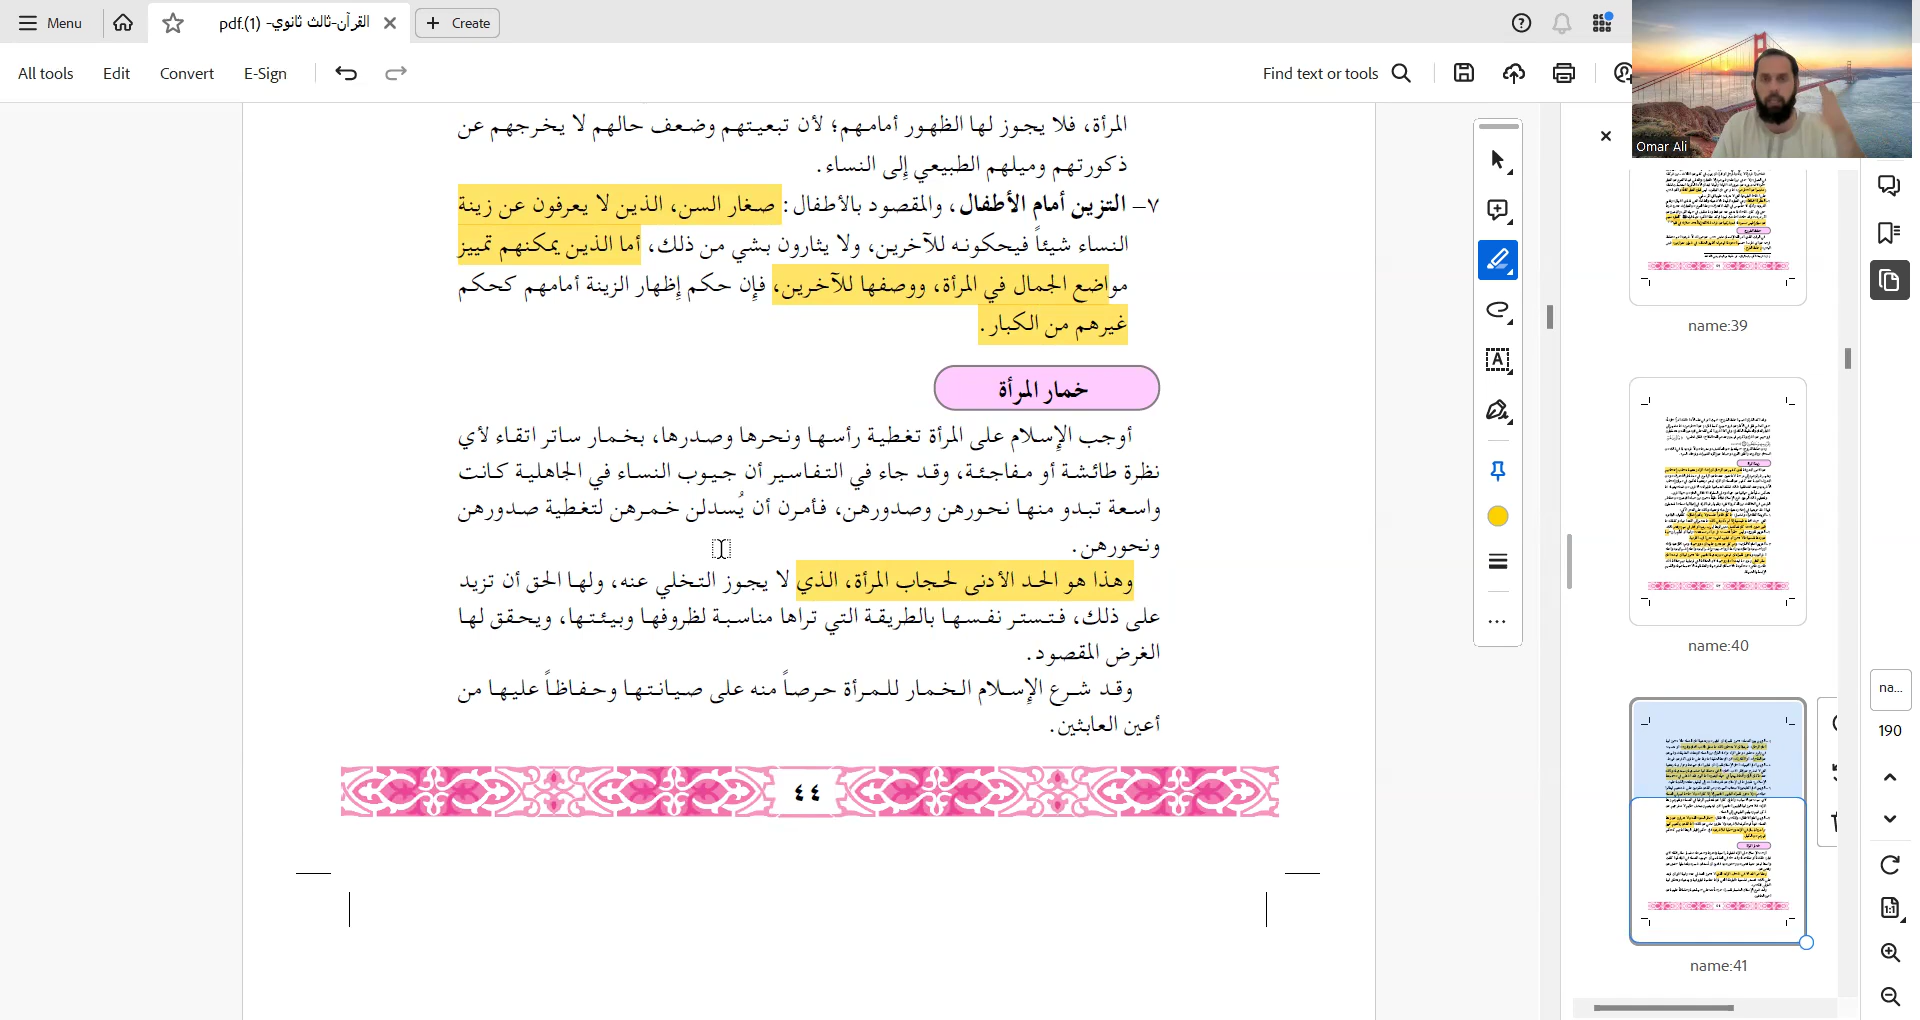 Menu
القرآن-ثالث ثانوي- (1).pdf
Create
All tools
Edit
Convert
E-Sign
Find text or tools
Omar Ali
المرأة، فلا يجوز لها الظهور أمامهم؛ لأن تبعيتهم وضعف حالهم لا يخرجهم عن
ذكورتهم وميلهم الطبيعي إلى النساء.
٧– التزين أمام الأطفال، والمقصود بالأطفال: صغار السن، الذين لا يعرفون عن زينة
النساء شيئاً فيحكونه للآخرين، ولا يثارون بشي من ذلك، أما الذين يمكنهم تمييز
مواضع الجمال في المرأة، ووصفها للآخرين، فإن حكم إظهار الزينة أمامهم كحكم
غيرهم من الكبار.
خمار المرأة
أوجب الإسلام على المرأة تغطية رأسها ونحرها وصدرها، بخمار ساتر اتقاء لأي
نظرة طائشة أو مفاجئة، وقد جاء في التفاسير أن جيوب النساء في الجاهلية كانت
واسعة تبدو منها نحورهن وصدورهن، فأمرن أن يُسدلن خمرهن لتغطية صدورهن
ونحورهن.
وهذا هو الحد الأدنى لحجاب المرأة، الذي لا يجوز التخلي عنه، ولها الحق أن تزيد
على ذلك، فتستر نفسها بالطريقة التي تراها مناسبة لظروفها وبيئتها، ويحقق لها
الغرض المقصود.
وقد شرع الإسلام الخمار للمرأة حرصاً منه على صيانتها وحفاظاً عليها من
أعين العابثين.
٤٤
name:39
name:40
name:41
na...
190